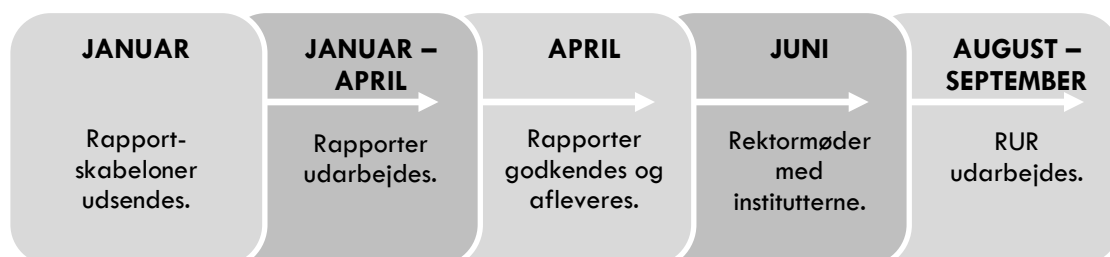 JANUAR
Rapport-
skabeloner
udsendes.
JANUAR –
APRIL
Rapporter
udarbejdes.
APRIL
Rapporter
godkendes og
afleveres.
JUNI
Rektormøder
med
institutterne.
AUGUST –
SEPTEMBER
RUR
udarbejdes.